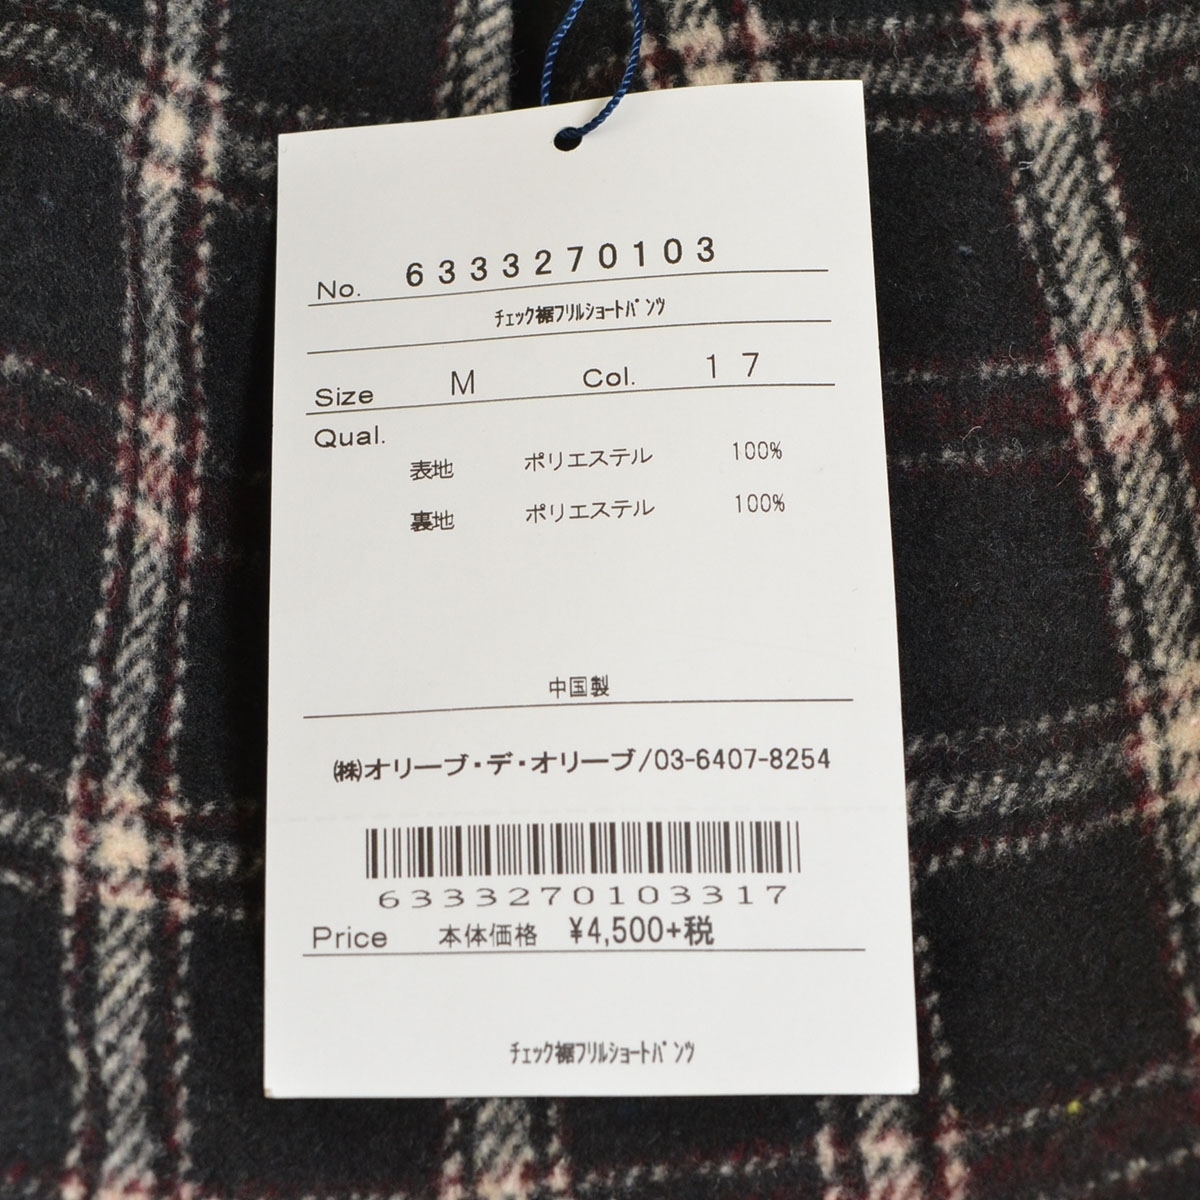 No. 6333270103
ﾁｪｯｸ裾ﾌﾘﾙｼｮｰﾄﾊﾟﾝﾂ
Size M Col. 17
Qual.
表地 ポリエステル 100%
裏地 ポリエステル 100%
中国製
㈱オリーブ・デ・オリーブ/03-6407-8254
6333270103317
Price 本体価格 ¥4,500+税
ﾁｪｯｸ裾ﾌﾘﾙｼｮｰﾄﾊﾟﾝﾂ